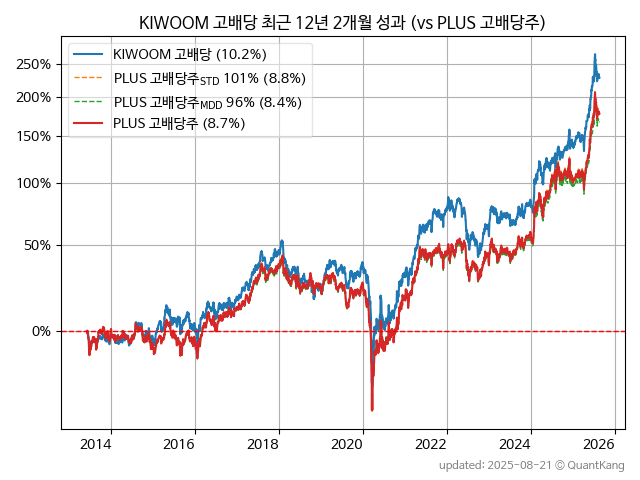 KIWOOM 고배당 최근 12년 2개월 성과 (vs PLUS 고배당주)
KIWOOM 고배당 (10.2%)
PLUS 고배당주STD 101% (8.8%)
PLUS 고배당주MDD 96% (8.4%)
PLUS 고배당주 (8.7%)
250%
200%
150%
100%
50%
0%
2014 2016 2018 2020 2022 2024 2026
updated: 2025-08-21 © QuantKang